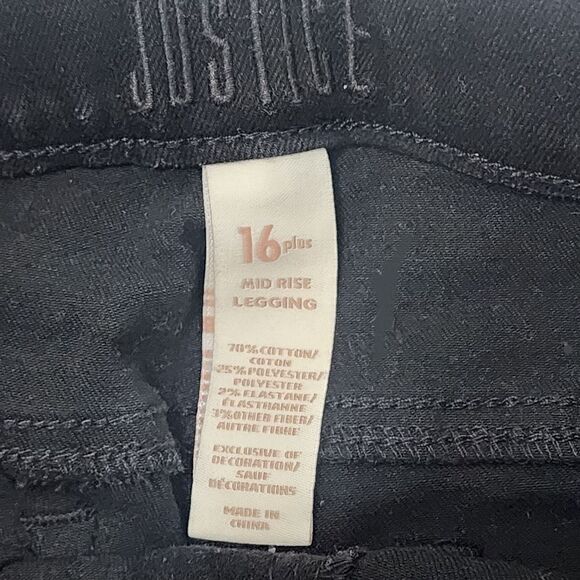 JUSTICE
16 plus
MID RISE
LEGGING
70% COTTON/
COTON
25% POLYESTER/
POLYESTER
2% ELASTANE/
ÉLASTHANNE
3% OTHER FIBER/
AUTRE FIBRE
EXCLUSIVE OF
DECORATION/
SAUF
DÉCORATIONS
MADE IN
CHINA